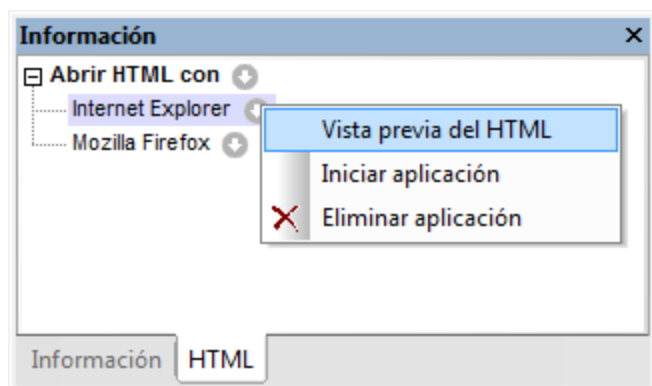 Información
Abrir HTML con
Internet Explorer
Vista previa del HTML
Mozilla Firefox
Iniciar aplicación
Eliminar aplicación
Información
HTML